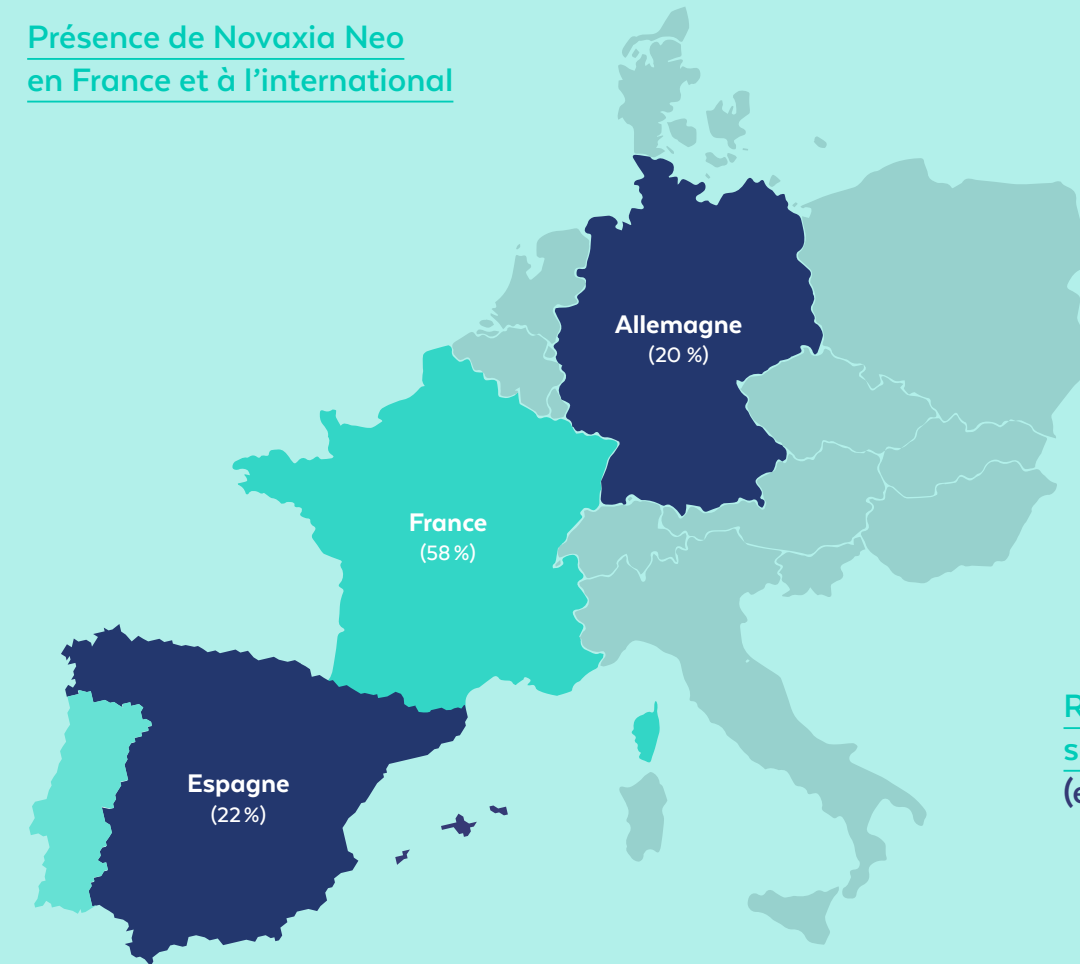 Présence de Novaxia Neo
en France et à l'international
Allemagne
(20 %)
France
(58 %)
Espagne
(22 %)
R
s
(e